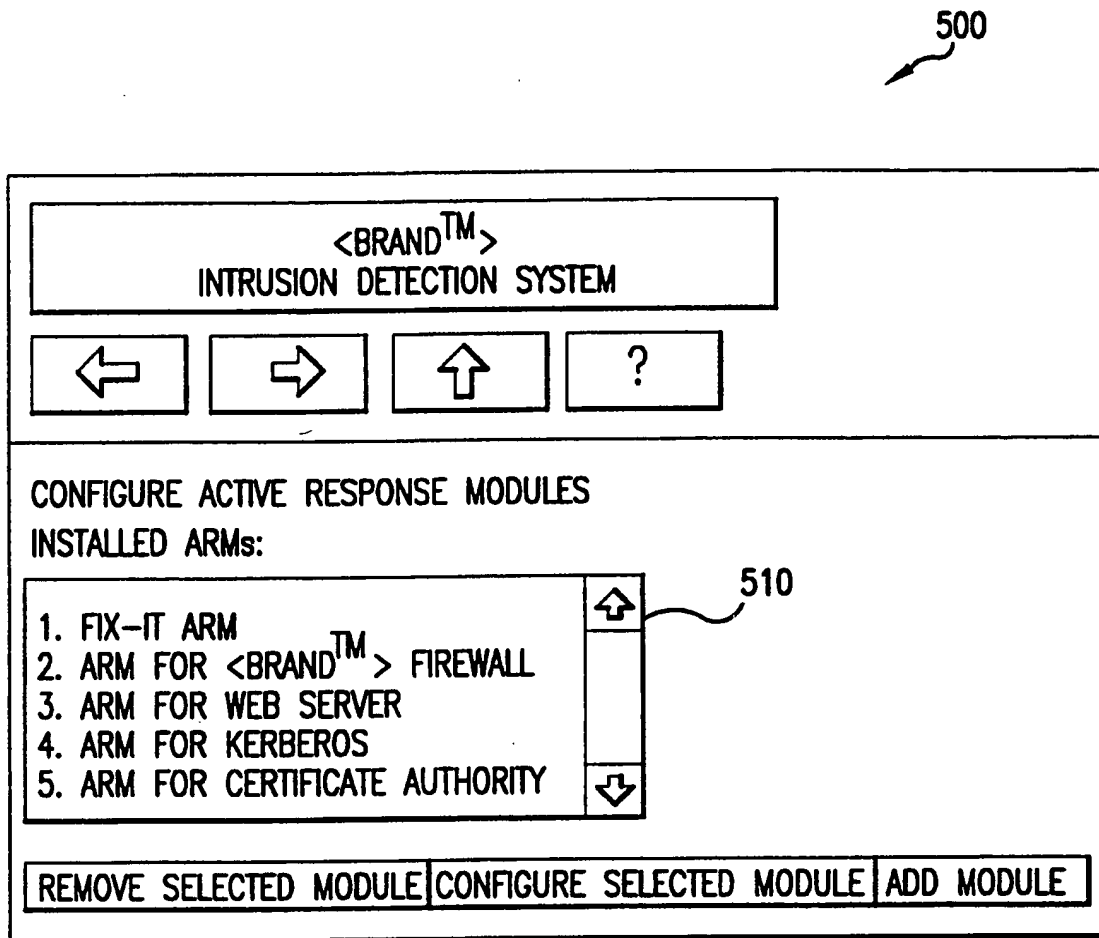 500
<BRAND™>
INTRUSION DETECTION SYSTEM
?
CONFIGURE ACTIVE RESPONSE MODULES
INSTALLED ARMs:
510
1. FIX-IT ARM
2. ARM FOR <BRAND™> FIREWALL
3. ARM FOR WEB SERVER
4. ARM FOR KERBEROS
5. ARM FOR CERTIFICATE AUTHORITY
REMOVE SELECTED MODULE CONFIGURE SELECTED MODULE ADD MODULE